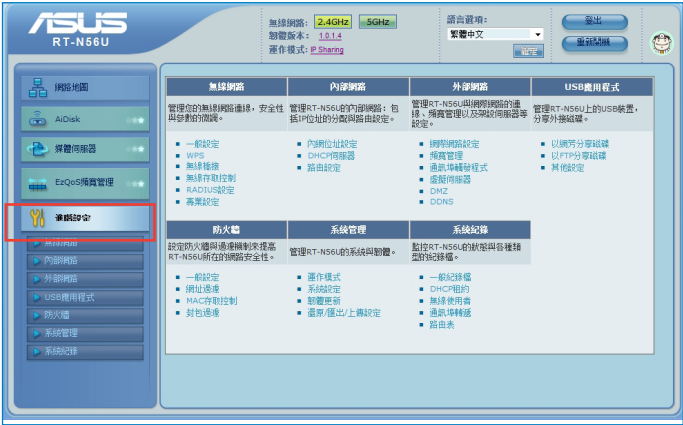 ASUS
RT-N56U
無線網路: 2.4GHz 5GHz
韌體版本: 1.0.1.4
運作模式: IP Sharing
語言選項:
繁體中文
登出
重新開機
網路地圖
AiDisk
媒體伺服器
EzQoS頻寬管理
進階設定
無線網路
內部網路
外部網路
USB應用程式
防火牆
系統管理
系統紀錄
無線網路
管理您的無線網路連線,安全性
與參數的微調。
一般設定
WPS
無線橋接
無線存取控制
RADIUS設定
專業設定
內部網路
管理RT-N56U的內部網路: 包
括IP位址的分配與路由設定。
內網位址設定
DHCP伺服器
路由設定
外部網路
管理RT-N56U與網際網路的連
線、頻寬管理以及架設伺服器等
設定。
網際網路設定
頻寬管理
通訊埠觸發程式
虛擬伺服器
DMZ
DDNS
USB應用程式
管理RT-N56U上的USB裝置,
分享外接磁碟。
以網芳分享磁碟
以FTP分享磁碟
其他設定
防火牆
設定防火牆與過濾機制來提高
RT-N56U所在的網路安全性。
一般設定
網址過濾
MAC存取控制
封包過濾
系統管理
管理RT-N56U的系統與韌體。
運作模式
系統設定
韌體更新
還原/匯出/上傳設定
系統紀錄
監控RT-N56U的狀態與各種類
型的紀錄檔。
一般紀錄檔
DHCP租約
無線使用者
通訊埠轉遞
路由表